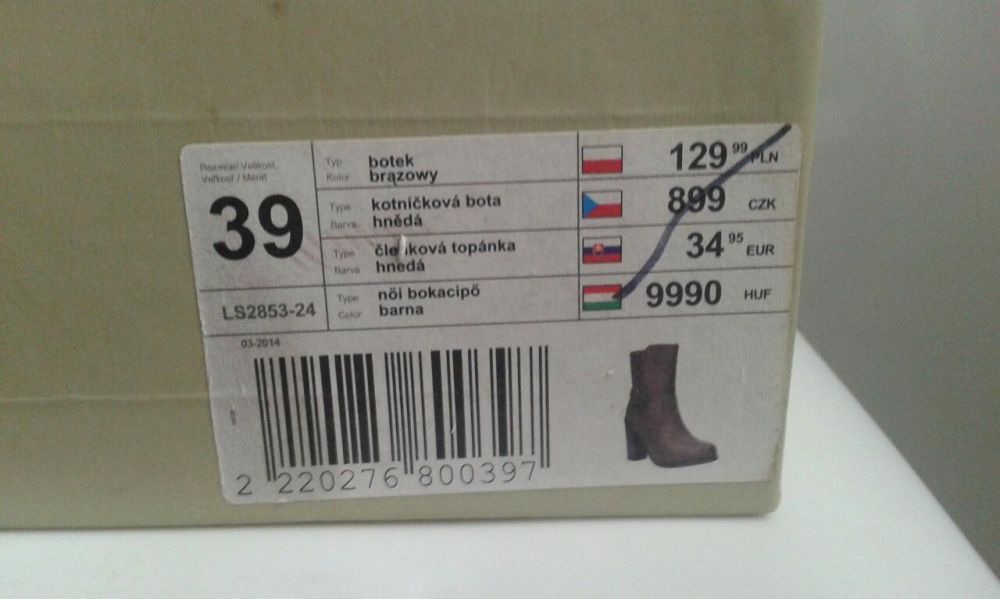 Rozmiar/ Velikost,
Veľkosť / Méret
39
LS2853-24
Typ botek
Kolor brązowy
129 99 PLN
Type kotníčková bota
Barva hnědá
899 CZK
Type členková topánka
Barva hnedá
34 95 EUR
Type női bokacipő
Color barna
9990 HUF
03-2014
2 220276 800397